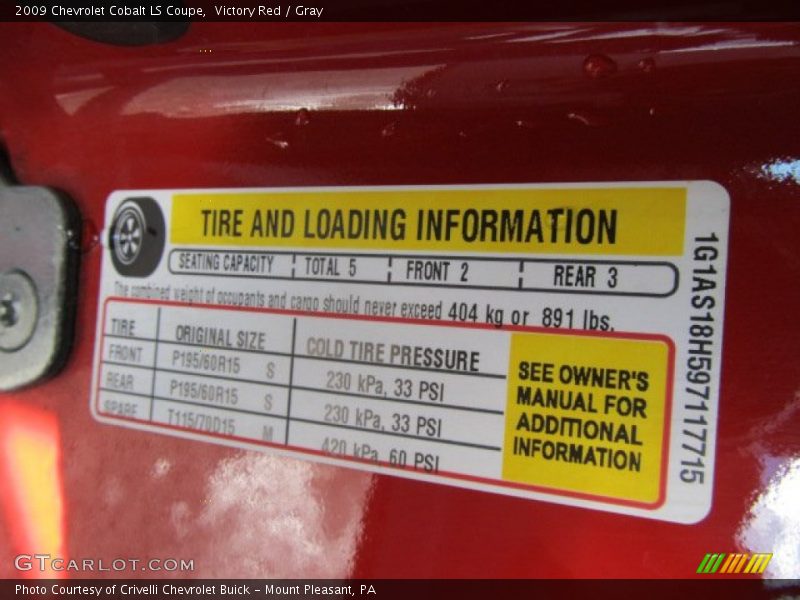 2009 Chevrolet Cobalt LS Coupe, Victory Red / Gray
TIRE AND LOADING INFORMATION
SEATING CAPACITY TOTAL 5 FRONT 2 REAR 3
The combined weight of occupants and cargo should never exceed 404 kg or 891 lbs.
TIRE ORIGINAL SIZE COLD TIRE PRESSURE
FRONT P195/60R15 S 230 kPa, 33 PSI
REAR P195/60R15 S 230 kPa, 33 PSI
SPARE T115/70D15 M 420 kPa, 60 PSI
SEE OWNER'S
MANUAL FOR
ADDITIONAL
INFORMATION
1G1AS18H597117715
GTCARLOT.COM
Photo Courtesy of Crivelli Chevrolet Buick - Mount Pleasant, PA